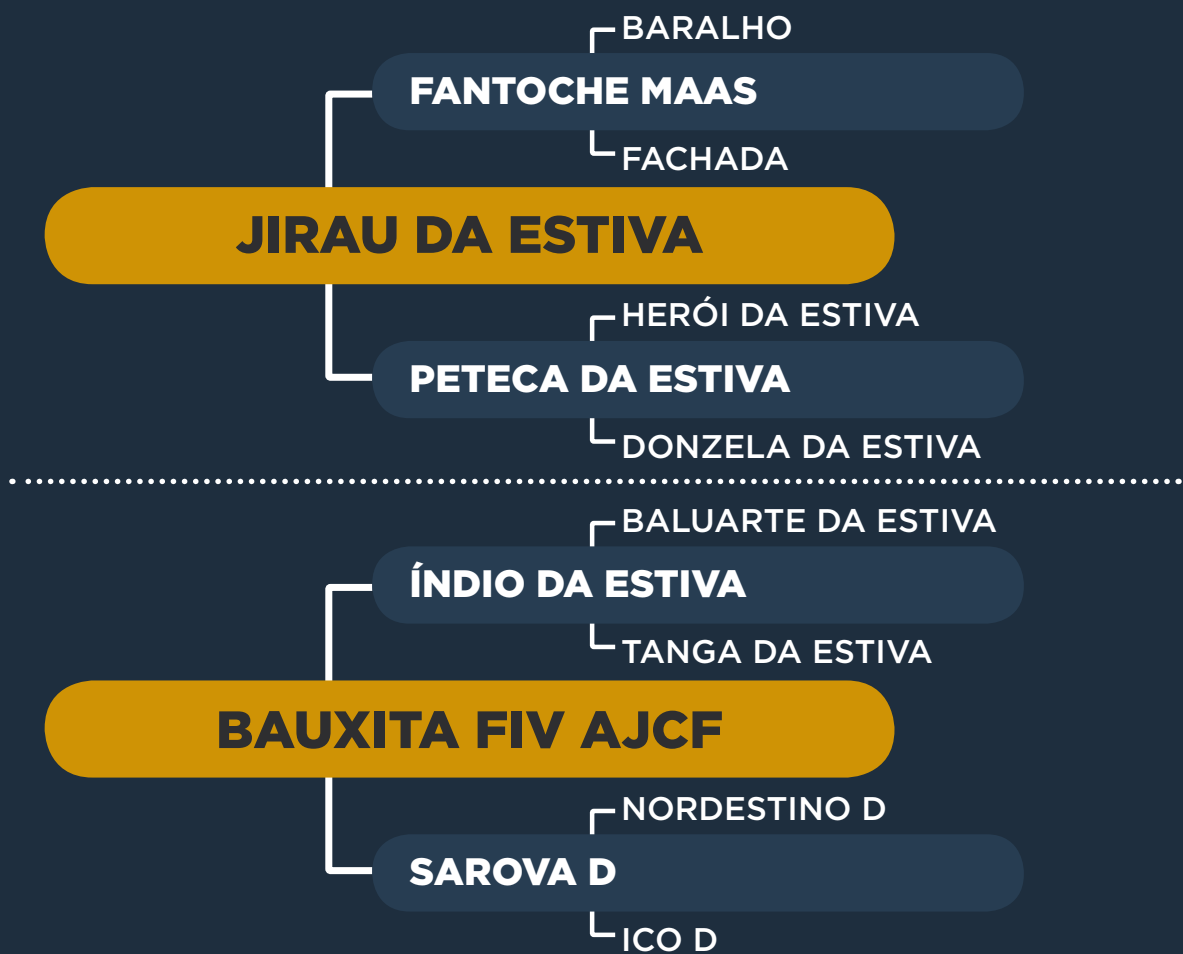 BARALHO
FANTOCHE MAAS
FACHADA
JIRAU DA ESTIVA
HERÓI DA ESTIVA
PETECA DA ESTIVA
DONZELA DA ESTIVA
BALUARTE DA ESTIVA
ÍNDIO DA ESTIVA
TANGA DA ESTIVA
BAUXITA FIV AJCF
NORDESTINO D
SAROVA D
ICO D